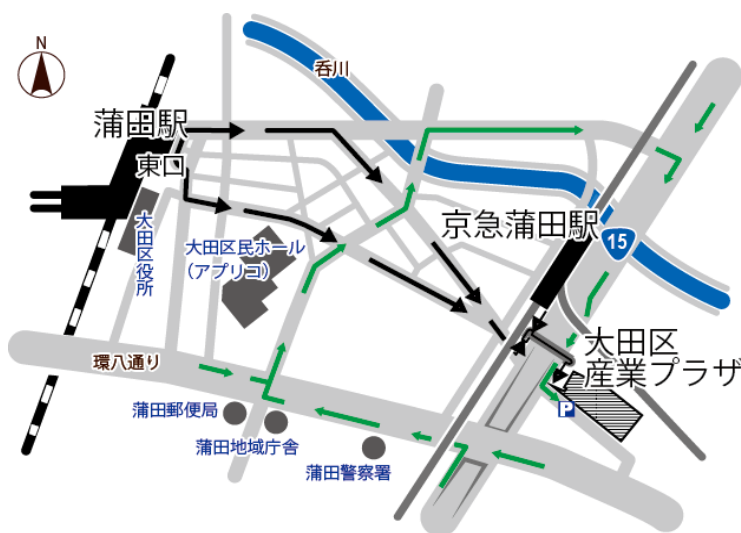 N
呑川
蒲田駅
東口
京急蒲田駅
15
大田区役所
大田区民ホール
(アプリコ)
大田区
産業プラザ
環八通り
P
蒲田郵便局
蒲田地域庁舎
蒲田警察署